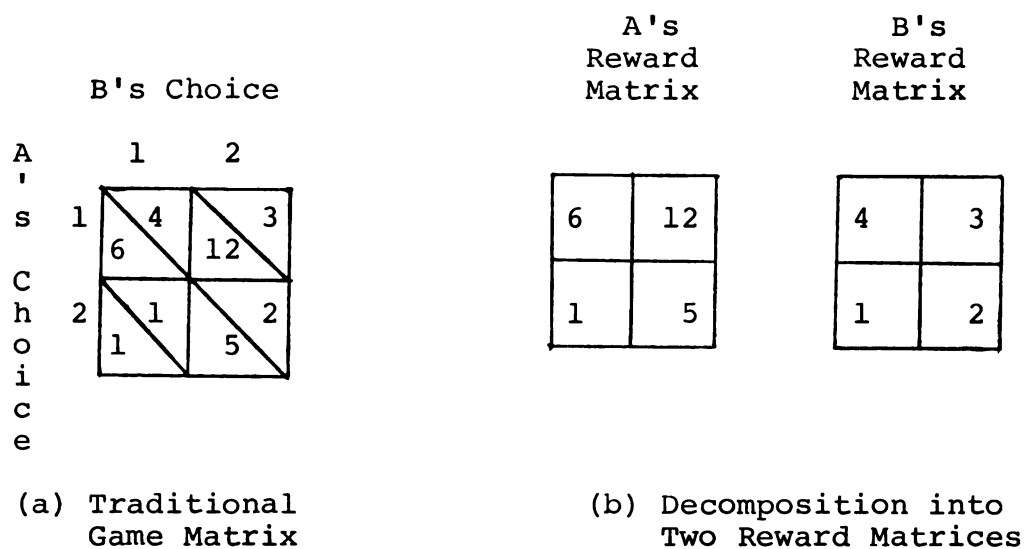 B's Choice
A's Choice
1 2
1 4 3
6 12
2 1 2
1 5
(a) Traditional
Game Matrix
A's
Reward
Matrix
6 12
1 5
B's
Reward
Matrix
4 3
1 2
(b) Decomposition into
Two Reward Matrices